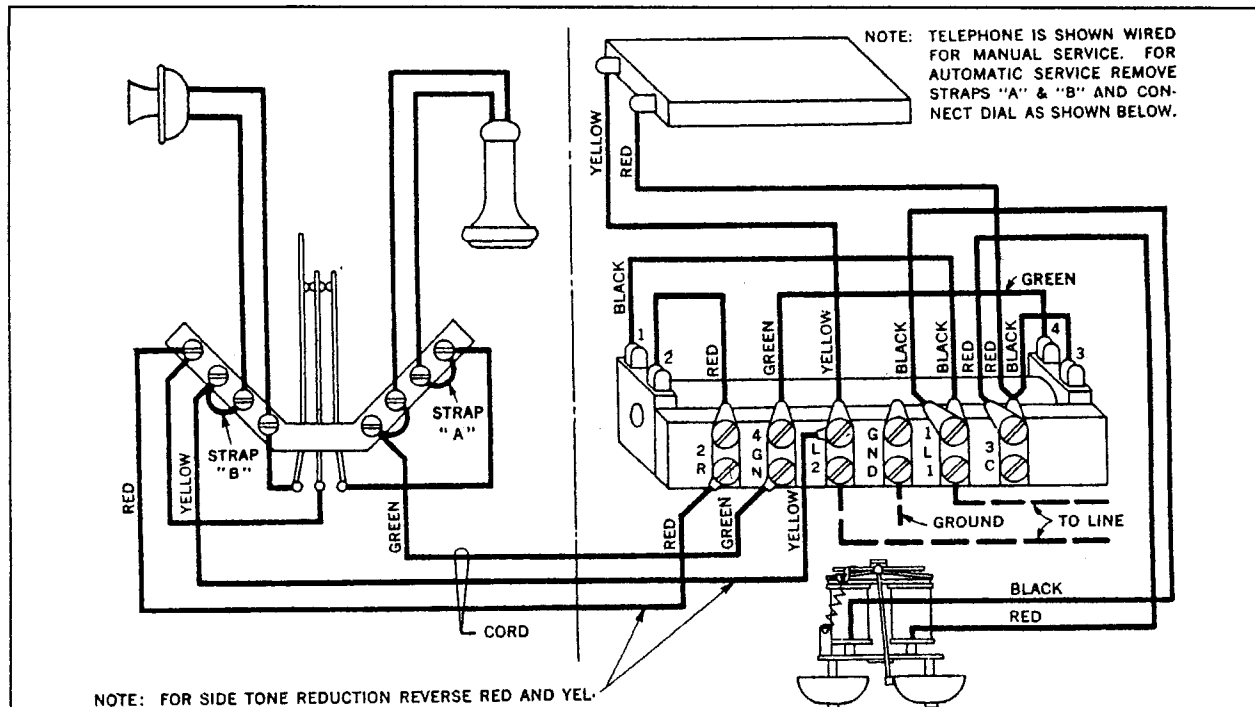 NOTE: TELEPHONE IS SHOWN WIRED
FOR MANUAL SERVICE. FOR
AUTOMATIC SERVICE REMOVE
STRAPS "A" & "B" AND CON-
NECT DIAL AS SHOWN BELOW.
YELLOW
RED
GREEN
BLACK
1
2
RED
GREEN
YELLOW
BLACK
BLACK
RED
RED
BLACK
4
3
STRAP
"A"
STRAP
"B"
2
R
4
G
N
L
2
G
N
D
1
L
1
3
C
RED
YELLOW
GREEN
RED
GREEN
YELLOW
GROUND
TO LINE
BLACK
RED
CORD
NOTE: FOR SIDE TONE REDUCTION REVERSE RED AND YEL.